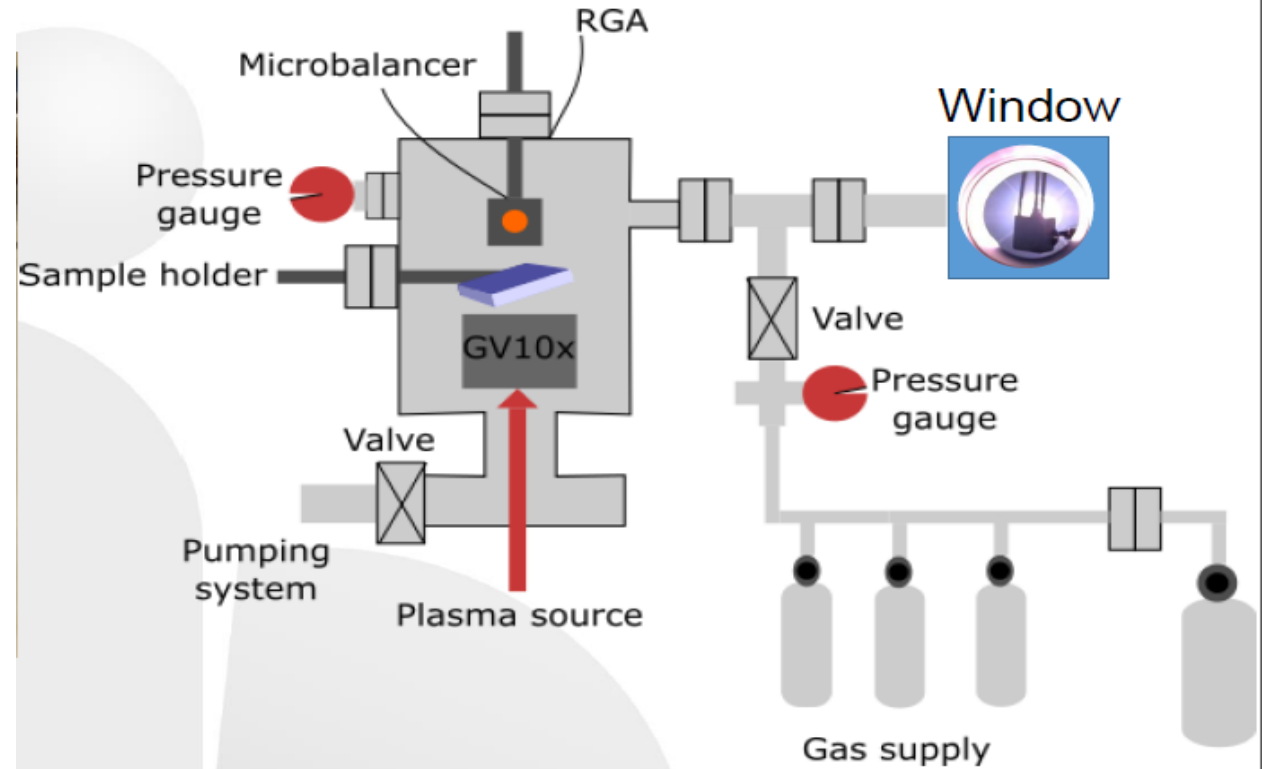 RGA
Microbalancer
Window
Pressure
gauge
Sample holder
Valve
GV10x
Pressure
gauge
Valve
Pumping
system
Plasma source
Gas supply